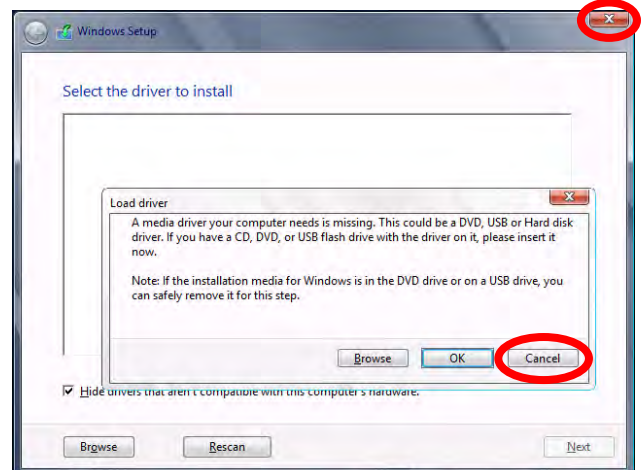 Windows Setup
Select the driver to install
Load driver
A media driver your computer needs is missing. This could be a DVD, USB or Hard disk
driver. If you have a CD, DVD, or USB flash drive with the driver on it, please insert it
now.
Note: If the installation media for Windows is in the DVD drive or on a USB drive, you
can safely remove it for this step.
Browse OK Cancel
Hide drivers that aren't compatible with this computer's hardware.
Browse Rescan Next